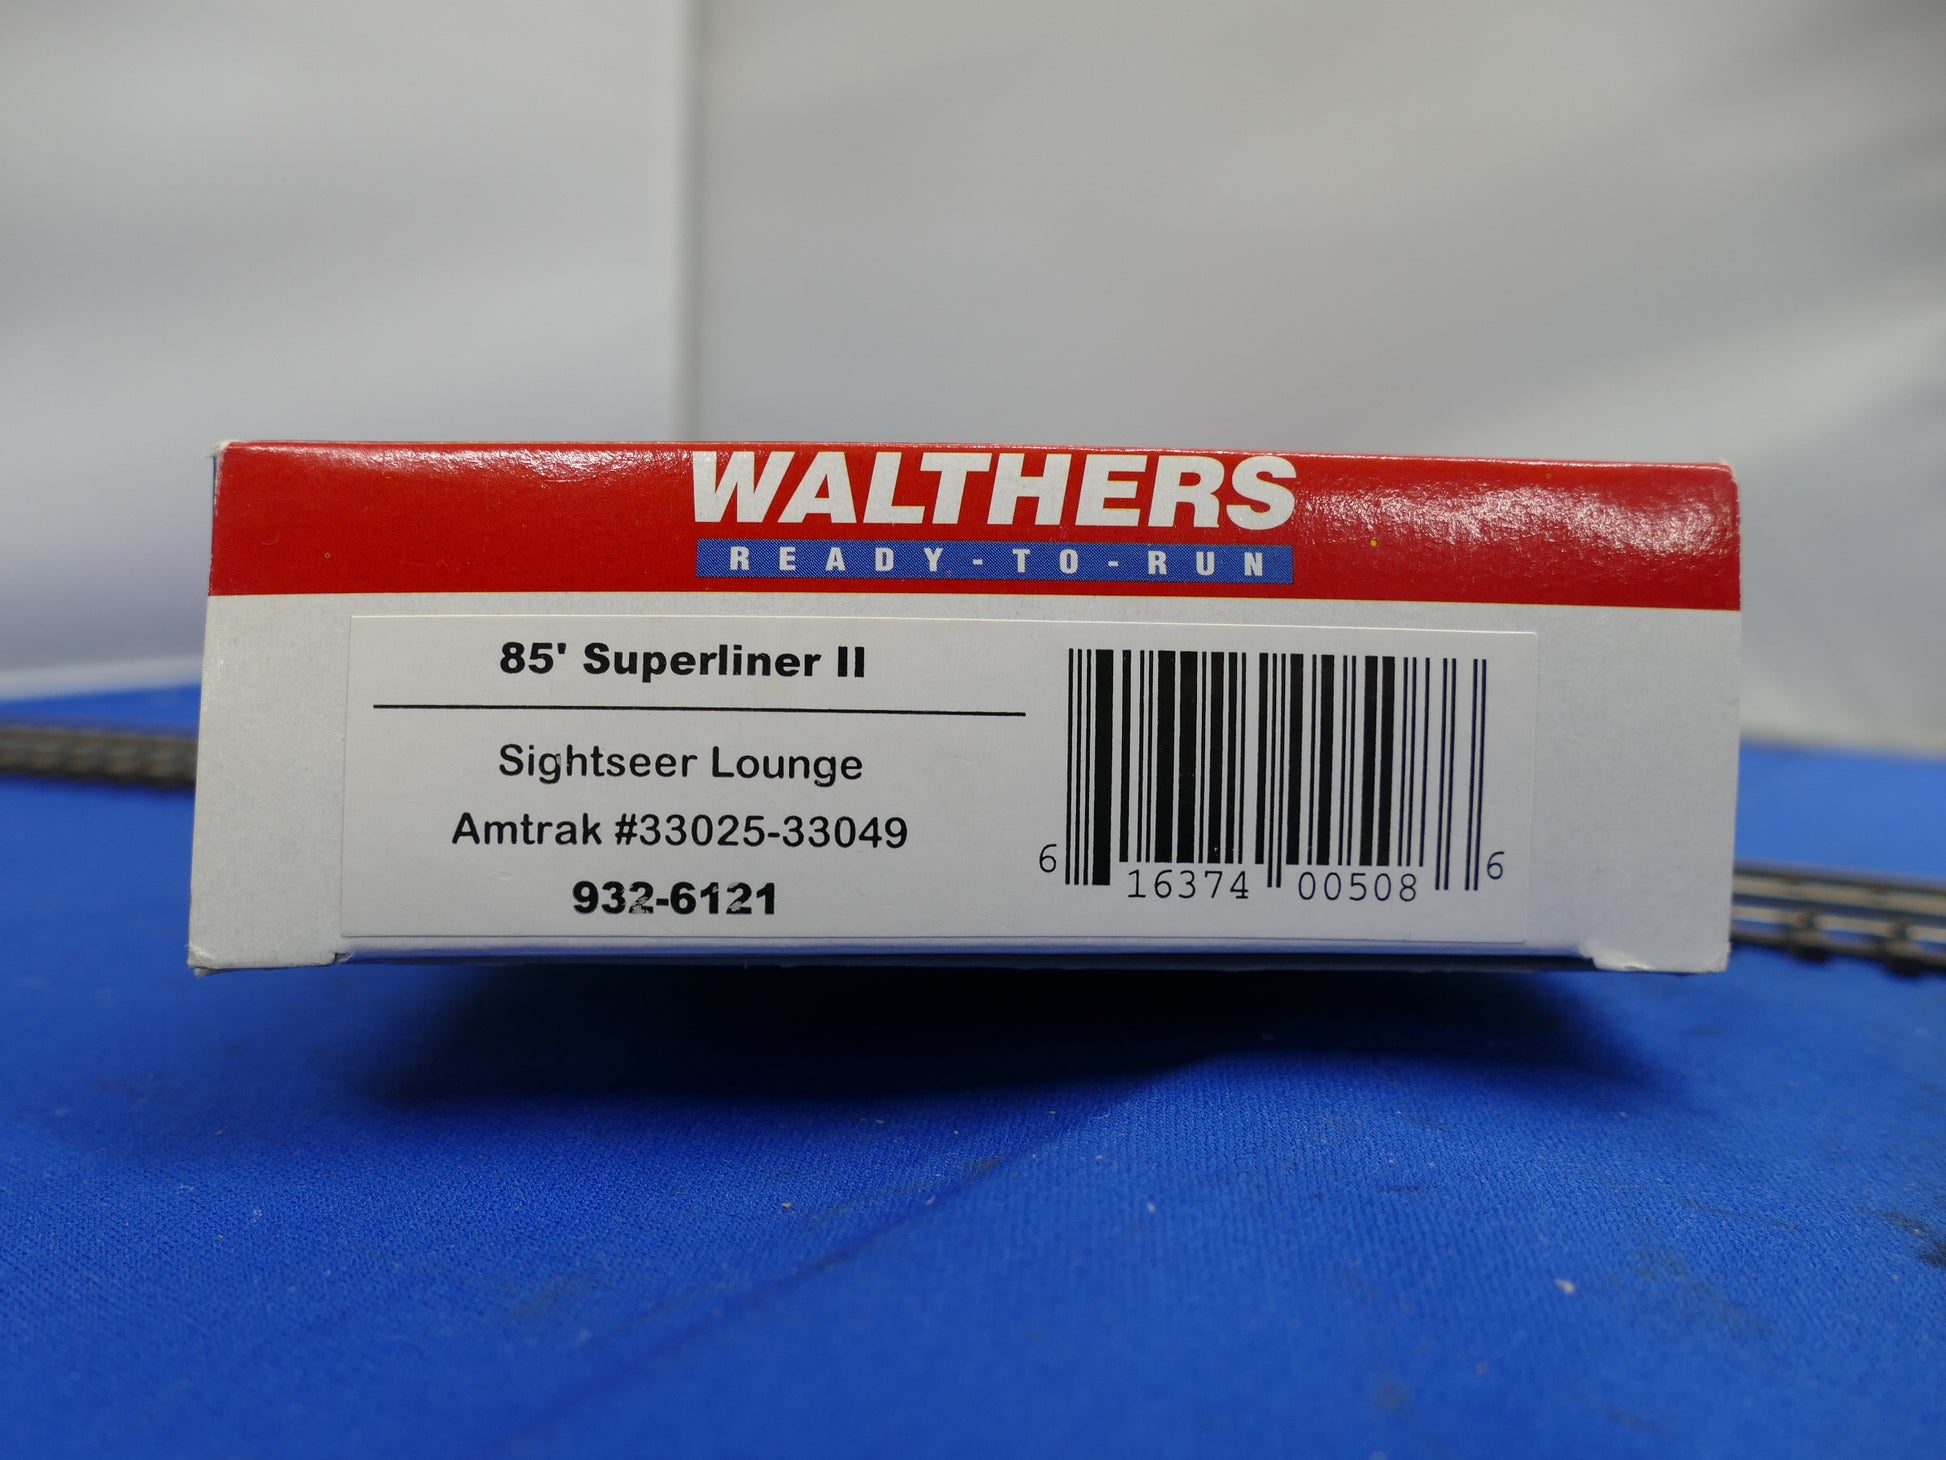 WALTHERS
READY-TO-RUN
85' Superliner II
Sightseer Lounge
Amtrak #33025-33049
932-6121
6 16374 00508 6